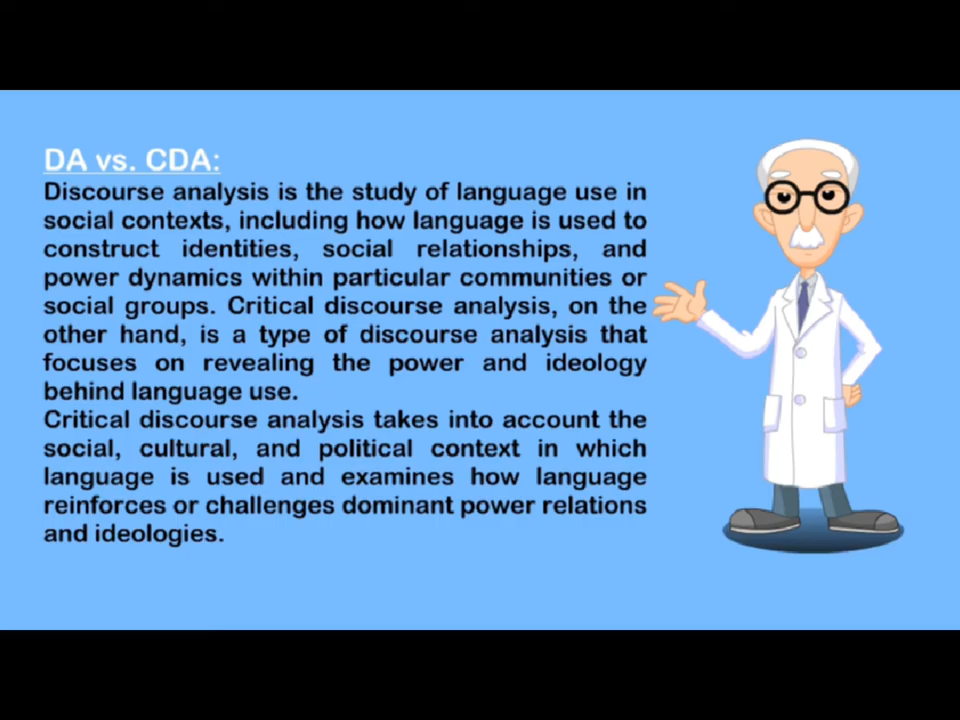 DA vs. CDA:
Discourse analysis is the study of language use in
social contexts, including how language is used to
construct identities, social relationships, and
power dynamics within particular communities or
social groups. Critical discourse analysis, on the
other hand, is a type of discourse analysis that
focuses on revealing the power and ideology
behind language use.
Critical discourse analysis takes into account the
social, cultural, and political context in which
language is used and examines how language
reinforces or challenges dominant power relations
and ideologies.